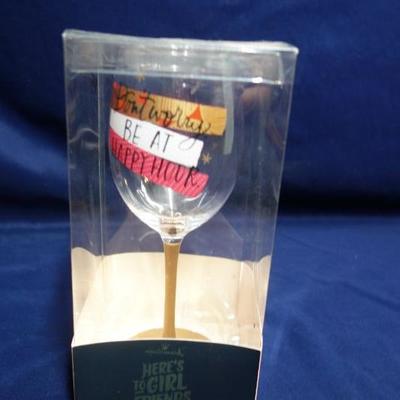 Don't worry,
BE AT
HAPPY HOUR
Hallmark
HERE'S
TO GIRL
FRIENDS